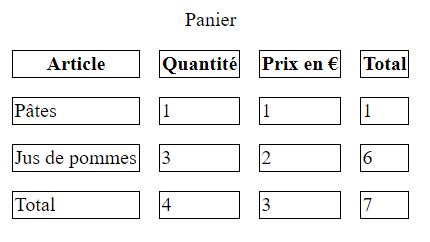 Panier
Article Quantité Prix en € Total
Pâtes 1 1 1
Jus de pommes 3 2 6
Total 4 3 7